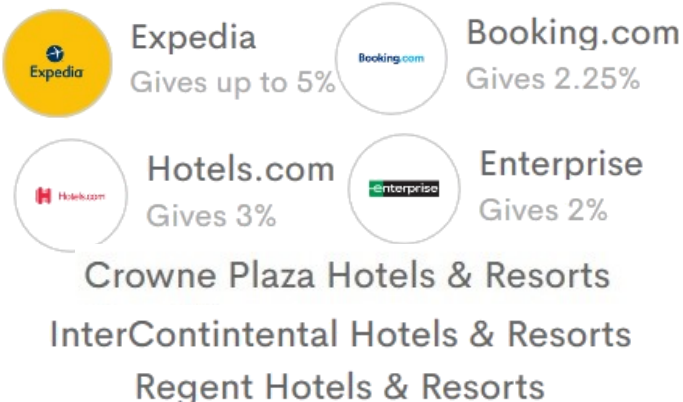 Expedia
Expedia
Gives up to 5%
Booking.com
Booking.com
Gives 2.25%
Hotels.com
Hotels.com
Gives 3%
enterprise
Enterprise
Gives 2%
Crowne Plaza Hotels & Resorts
InterContintental Hotels & Resorts
Regent Hotels & Resorts